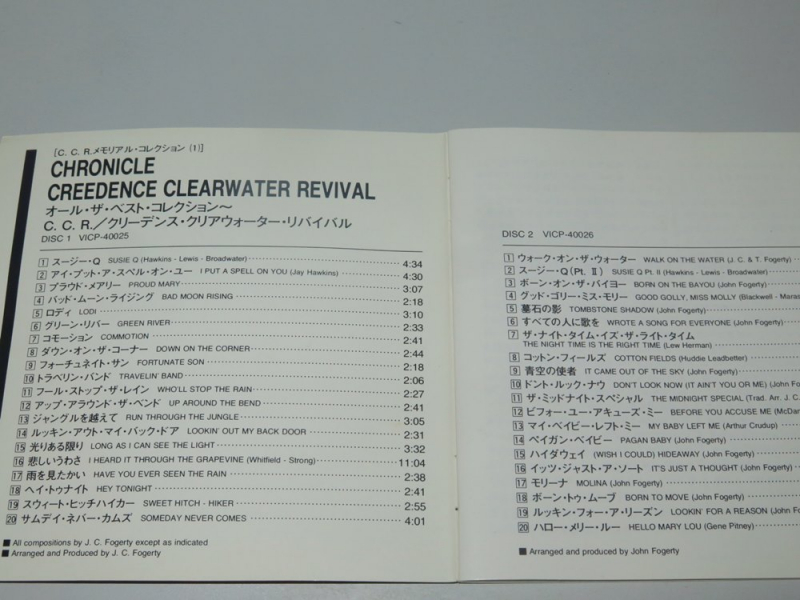 [C. C. R.メモリアル・コレクション (1)]
CHRONICLE
CREEDENCE CLEARWATER REVIVAL
オール・ザ・ベスト・コレクション〜
C. C. R.／クリーデンス・クリアウォーター・リバイバル
DISC 1 VICP-40025
1 スージー・Q SUSIE Q (Hawkins - Lewis - Broadwater) 4:34
2 アイ・プット・ア・スペル・オン・ユー I PUT A SPELL ON YOU (Jay Hawkins) 4:30
3 プラウド・メアリー PROUD MARY 3:07
4 バッド・ムーン・ライジング BAD MOON RISING 2:18
5 ロディ LODI 3:10
6 グリーン・リバー GREEN RIVER 2:33
7 コモーション COMMOTION 2:41
8 ダウン・オン・ザ・コーナー DOWN ON THE CORNER 2:44
9 フォーチュネイト・サン FORTUNATE SON 2:18
10 トラベリン・バンド TRAVELIN' BAND 2:06
11 フール・ストップ・ザ・レイン WHO'LL STOP THE RAIN 2:27
12 アップ・アラウンド・ザ・ベンド UP AROUND THE BEND 2:41
13 ジャングルを越えて RUN THROUGH THE JUNGLE 3:05
14 ルッキン・アウト・マイ・バック・ドア LOOKIN' OUT MY BACK DOOR 2:31
15 光りある限り LONG AS I CAN SEE THE LIGHT 3:32
16 悲しいうわさ I HEARD IT THROUGH THE GRAPEVINE (Whitfield - Strong) 11:04
17 雨を見たかい HAVE YOU EVER SEEN THE RAIN 2:38
18 ヘイ・トゥナイト HEY TONIGHT 2:41
19 スウィート・ヒッチハイカー SWEET HITCH - HIKER 2:55
20 サムデイ・ネバー・カムズ SOMEDAY NEVER COMES 4:01
■ All compositions by J. C. Fogerty except as indicated
■ Arranged and Produced by J. C. Fogerty
DISC 2 VICP-40026
1 ウォーク・オン・ザ・ウォーター WALK ON THE WATER (J. C. & T. Fogerty)
2 スージー・Q (Pt. II) SUSIE Q Pt. II (Hawkins - Lewis - Broadwater)
3 ボーン・オン・ザ・バイヨー BORN ON THE BAYOU (John Fogerty)
4 グッド・ゴリー・ミス・モリー GOOD GOLLY, MISS MOLLY (Blackwell - Maras
5 墓石の影 TOMBSTONE SHADOW (John Fogerty)
6 すべての人に歌を WROTE A SONG FOR EVERYONE (John Fogerty)
7 ザ・ナイト・タイム・イズ・ザ・ライト・タイム
THE NIGHT TIME IS THE RIGHT TIME (Lew Herman)
8 コットン・フィールズ COTTON FIELDS (Huddie Leadbetter)
9 青空の使者 IT CAME OUT OF THE SKY (John Fogerty)
10 ドント・ルック・ナウ DON'T LOOK NOW (IT AIN'T YOU OR ME) (John Fo
11 ザ・ミッドナイト・スペシャル THE MIDNIGHT SPECIAL (Trad. Arr. J. C.
12 ビフォー・ユー・アキューズ・ミー BEFORE YOU ACCUSE ME (McDan
13 マイ・ベイビー・レフト・ミー MY BABY LEFT ME (Arthur Crudup)
14 ペイガン・ベイビー PAGAN BABY (John Fogerty)
15 ハイダウェイ (WISH I COULD) HIDEAWAY (John Fogerty)
16 イッツ・ジャスト・ア・ソート IT'S JUST A THOUGHT (John Fogerty)
17 モリーナ MOLINA (John Fogerty)
18 ボーン・トゥ・ムーブ BORN TO MOVE (John Fogerty)
19 ルッキン・フォー・ア・リーズン LOOKIN' FOR A REASON (John Fogerty)
20 ハロー・メリー・ルー HELLO MARY LOU (Gene Pitney)
■ Arranged and produced by John Fogerty